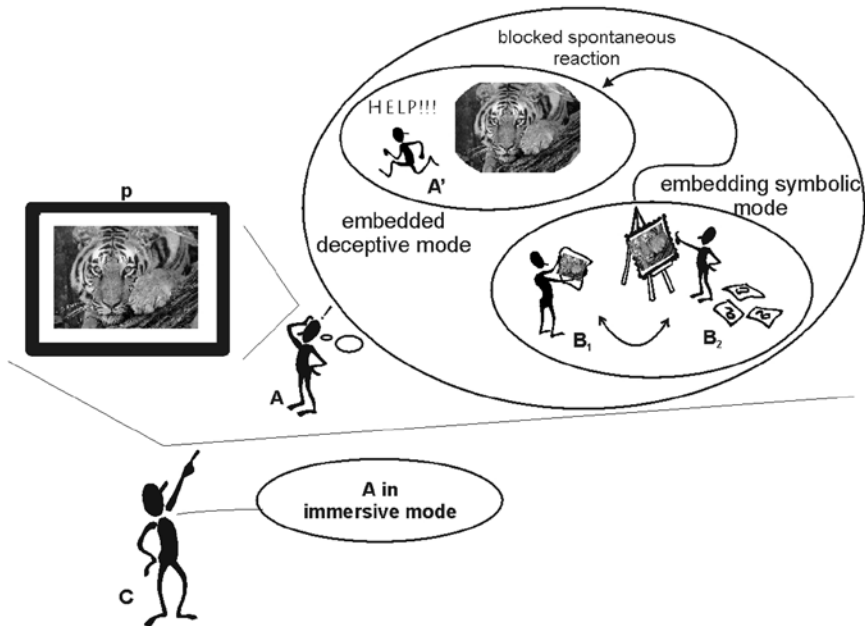 blocked spontaneous
reaction
HELP!!!
A'
p
embedded
deceptive mode
embedding symbolic
mode
B1
B2
A
A in
immersive mode
C